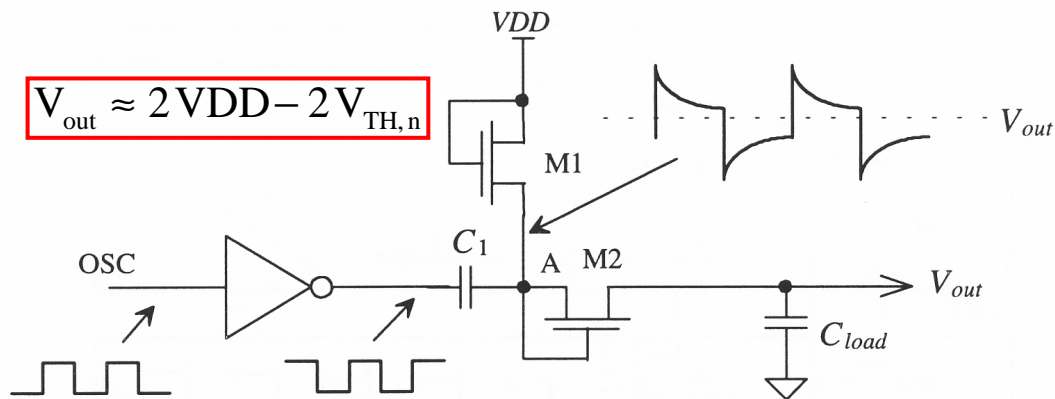 VDD
V_out ≈ 2 VDD − 2 V_TH, n
V_out
M1
OSC
C_1
A
M2
V_out
C_load